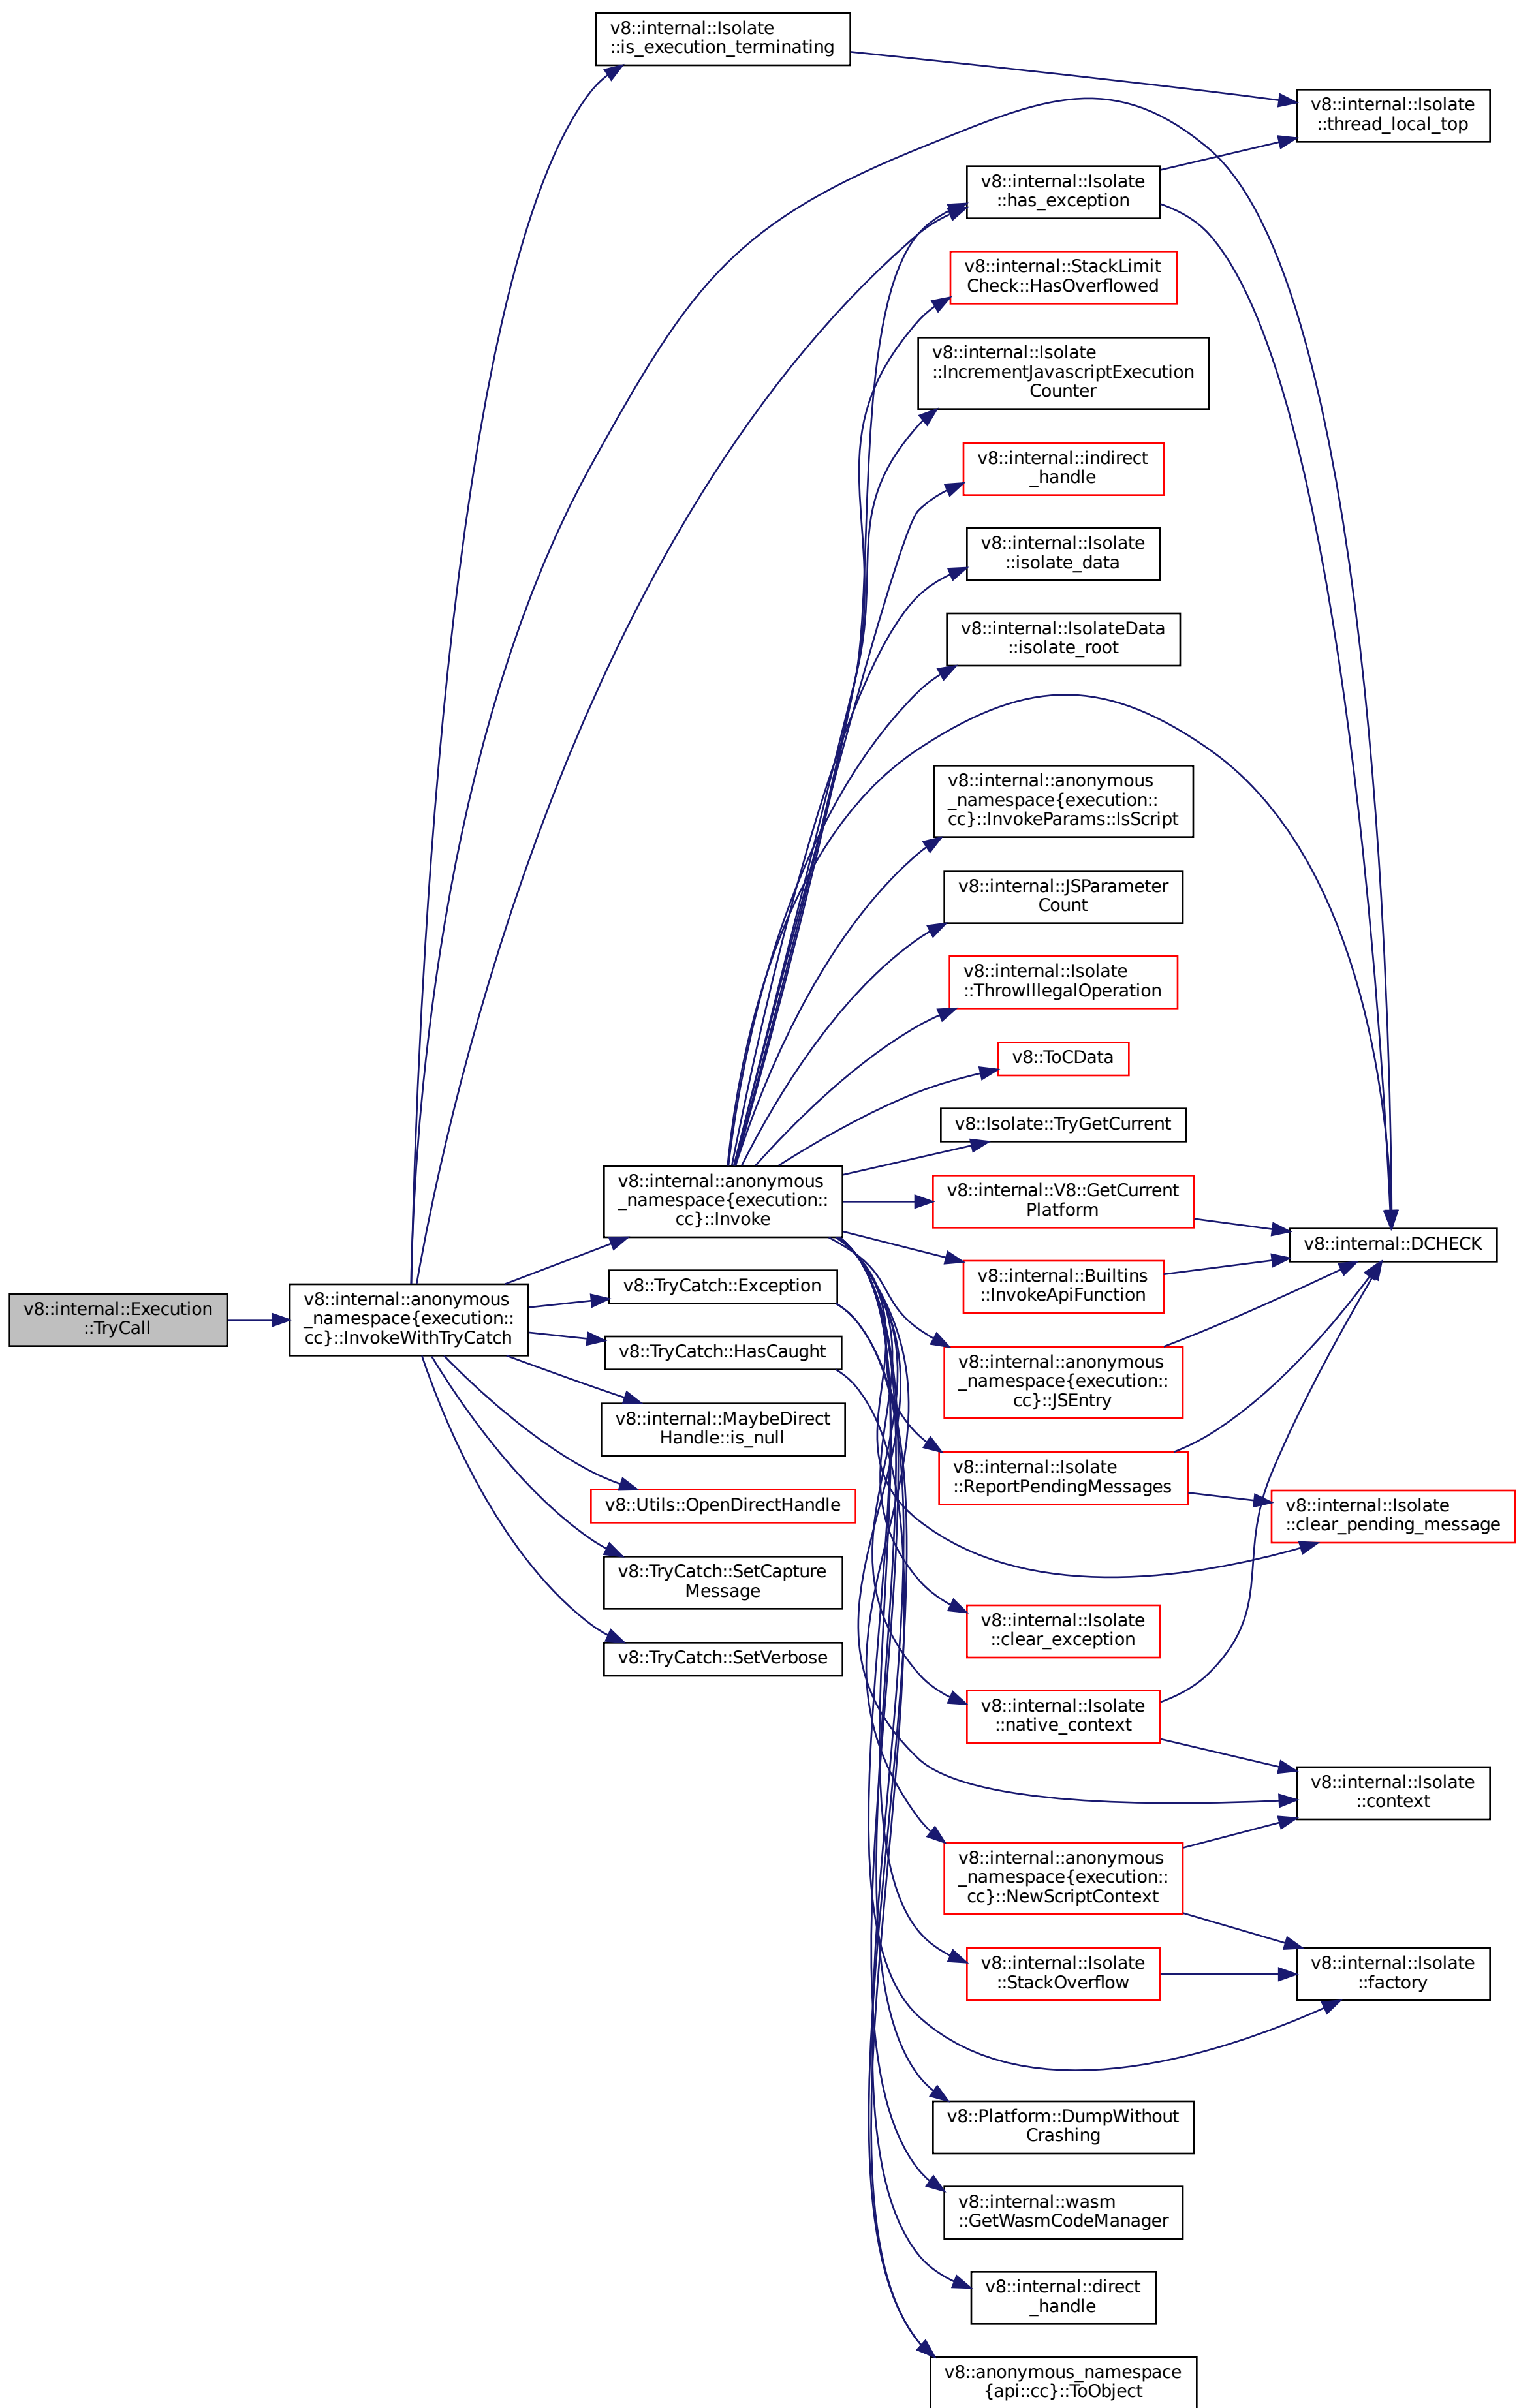 v8::internal::Isolate
::is_execution_terminating
v8::internal::Isolate
::thread_local_top
v8::internal::Isolate
::has_exception
v8::internal::StackLimit
Check::HasOverflowed
v8::internal::Isolate
::IncrementJavascriptExecution
Counter
v8::internal::indirect
_handle
v8::internal::Isolate
::isolate_data
v8::internal::IsolateData
::isolate_root
v8::internal::anonymous
_namespace{execution::
cc}::InvokeParams::IsScript
v8::internal::JSParameter
Count
v8::internal::Isolate
::ThrowIllegalOperation
v8::ToCData
v8::Isolate::TryGetCurrent
v8::internal::anonymous
_namespace{execution::
cc}::Invoke
v8::internal::V8::GetCurrent
Platform
v8::internal::DCHECK
v8::internal::Builtins
::InvokeApiFunction
v8::TryCatch::Exception
v8::internal::Execution
::TryCall
v8::internal::anonymous
_namespace{execution::
cc}::InvokeWithTryCatch
v8::TryCatch::HasCaught
v8::internal::anonymous
_namespace{execution::
cc}::JSEntry
v8::internal::MaybeDirect
Handle::is_null
v8::internal::Isolate
::ReportPendingMessages
v8::Utils::OpenDirectHandle
v8::internal::Isolate
::clear_pending_message
v8::TryCatch::SetCapture
Message
v8::internal::Isolate
::clear_exception
v8::TryCatch::SetVerbose
v8::internal::Isolate
::native_context
v8::internal::Isolate
::context
v8::internal::anonymous
_namespace{execution::
cc}::NewScriptContext
v8::internal::Isolate
::StackOverflow
v8::internal::Isolate
::factory
v8::Platform::DumpWithout
Crashing
v8::internal::wasm
::GetWasmCodeManager
v8::internal::direct
_handle
v8::anonymous_namespace
{api::cc}::ToObject